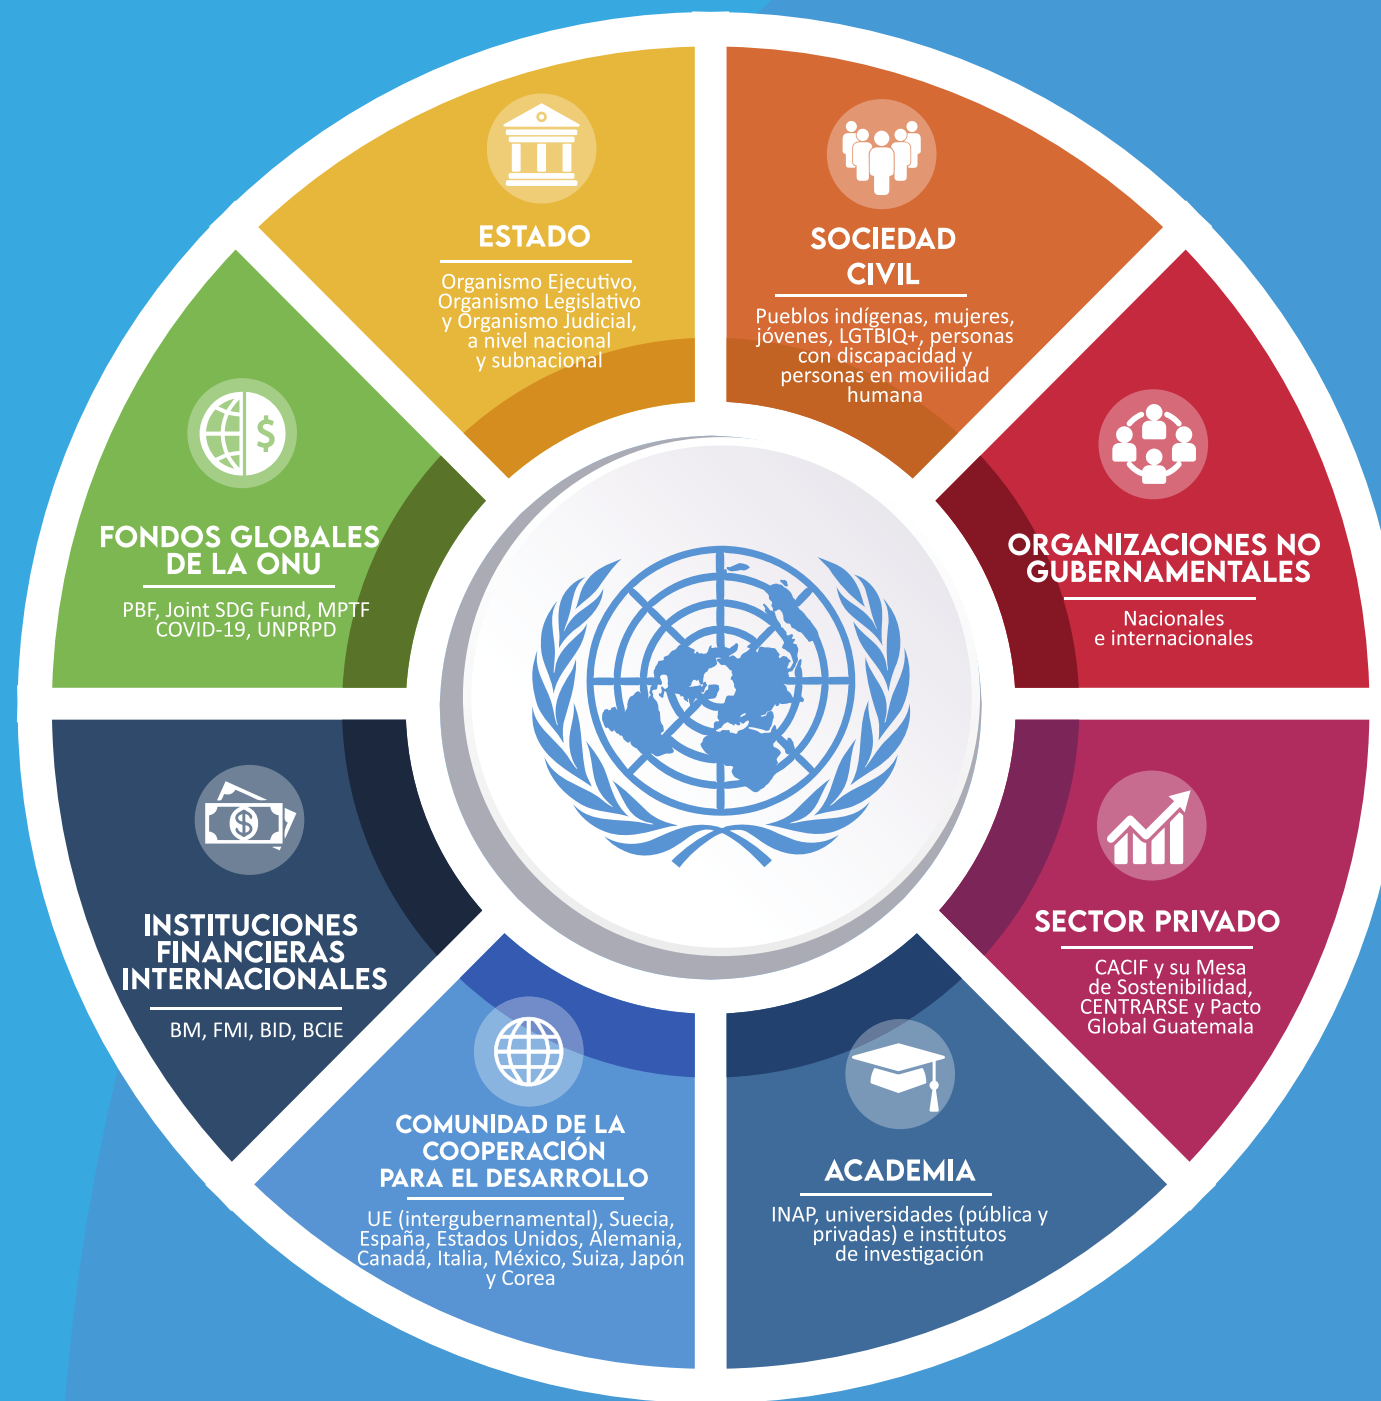 ESTADO
Organismo Ejecutivo,
Organismo Legislativo
y Organismo Judicial,
a nivel nacional
y subnacional
SOCIEDAD
CIVIL
Pueblos indígenas, mujeres,
jóvenes, LGTBIQ+, personas
con discapacidad y
personas en movilidad
humana
ORGANIZACIONES NO
GUBERNAMENTALES
Nacionales
e internacionales
SECTOR PRIVADO
CACIF y su Mesa
de Sostenibilidad,
CENTRARSE y Pacto
Global Guatemala
ACADEMIA
INAP, universidades (pública y
privadas) e institutos
de investigación
COMUNIDAD DE LA
COOPERACIÓN
PARA EL DESARROLLO
UE (intergubernamental), Suecia,
España, Estados Unidos, Alemania,
Canadá, Italia, México, Suiza, Japón
y Corea
INSTITUCIONES
FINANCIERAS
INTERNACIONALES
BM, FMI, BID, BCIE
FONDOS GLOBALES
DE LA ONU
PBF, Joint SDG Fund, MPTF
COVID-19, UNPRPD